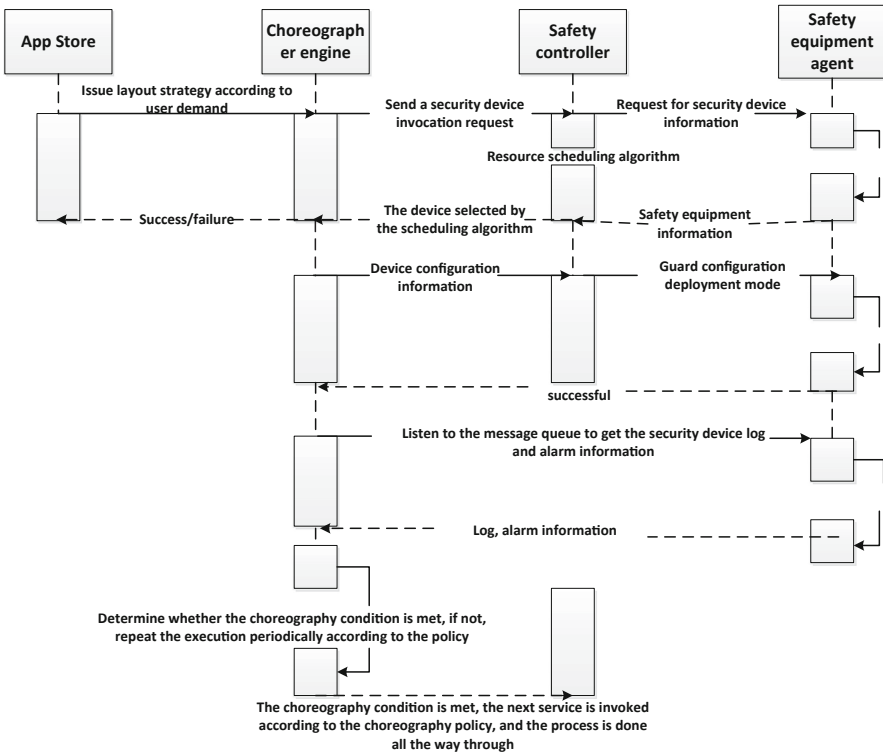 App Store
Choreograph
er engine
Safety
controller
Safety
equipment
agent
Issue layout strategy according to
user demand
Send a security device
invocation request
Request for security device
information
Resource scheduling algorithm
Success/failure
The device selected by
the scheduling algorithm
Safety equipment
information
Device configuration
information
Guard configuration
deployment mode
successful
Listen to the message queue to get the security device log
and alarm information
Log, alarm information
Determine whether the choreography condition is met, if not,
repeat the execution periodically according to the policy
The choreography condition is met, the next service is invoked
according to the choreography policy, and the process is done
all the way through